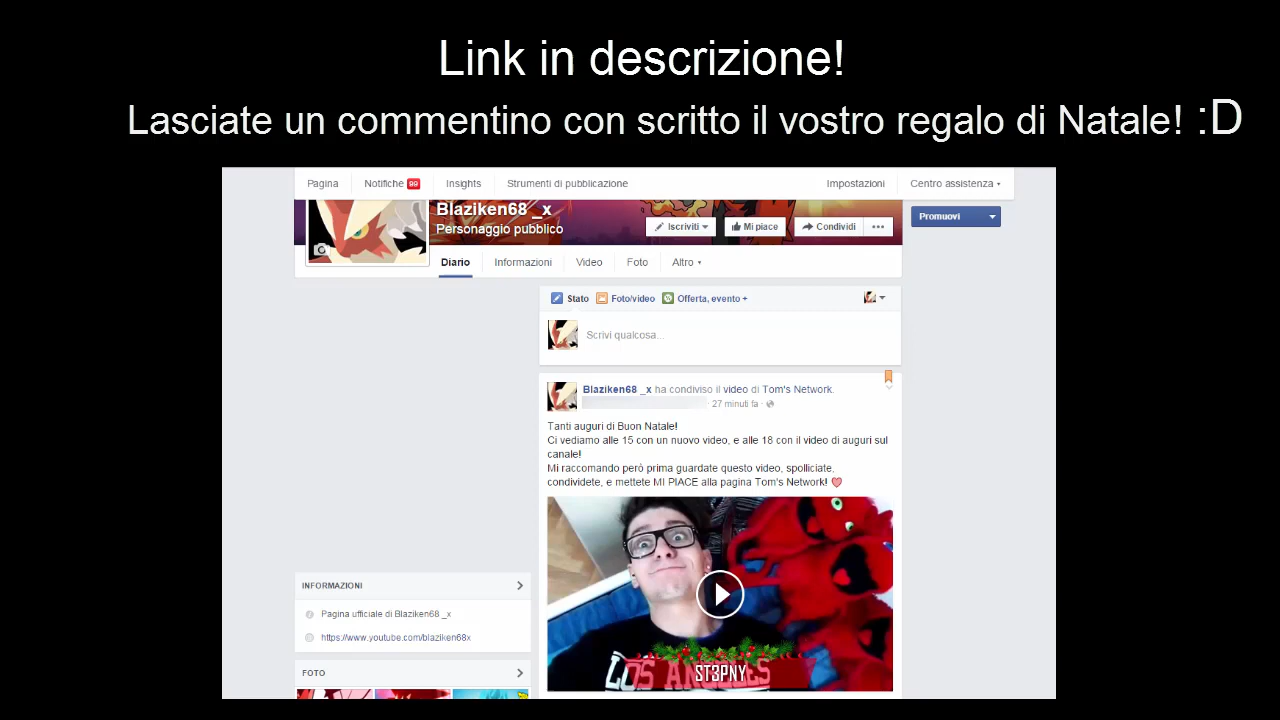 Link in descrizione!
Lasciate un commentino con scritto il vostro regalo di Natale! :D
Pagina Notifiche 99 Insights Strumenti di pubblicazione Impostazioni Centro assistenza
Blaziken68 _x
Personaggio pubblico
Iscriviti Mi piace Condividi
Promuovi
Diario Informazioni Video Foto Altro
Stato Foto/video Offerta, evento +
Scrivi qualcosa...
Blaziken68 _x ha condiviso il video di Tom's Network.
27 minuti fa
Tanti auguri di Buon Natale!
Ci vediamo alle 15 con un nuovo video, e alle 18 con il video di auguri sul
canale!
Mi raccomando però prima guardate questo video, spolliciate,
condividete, e mettete MI PIACE alla pagina Tom's Network!
LOS ANGELES
ST3PNY
INFORMAZIONI
Pagina ufficiale di Blaziken68 _x
https://www.youtube.com/blaziken68x
FOTO